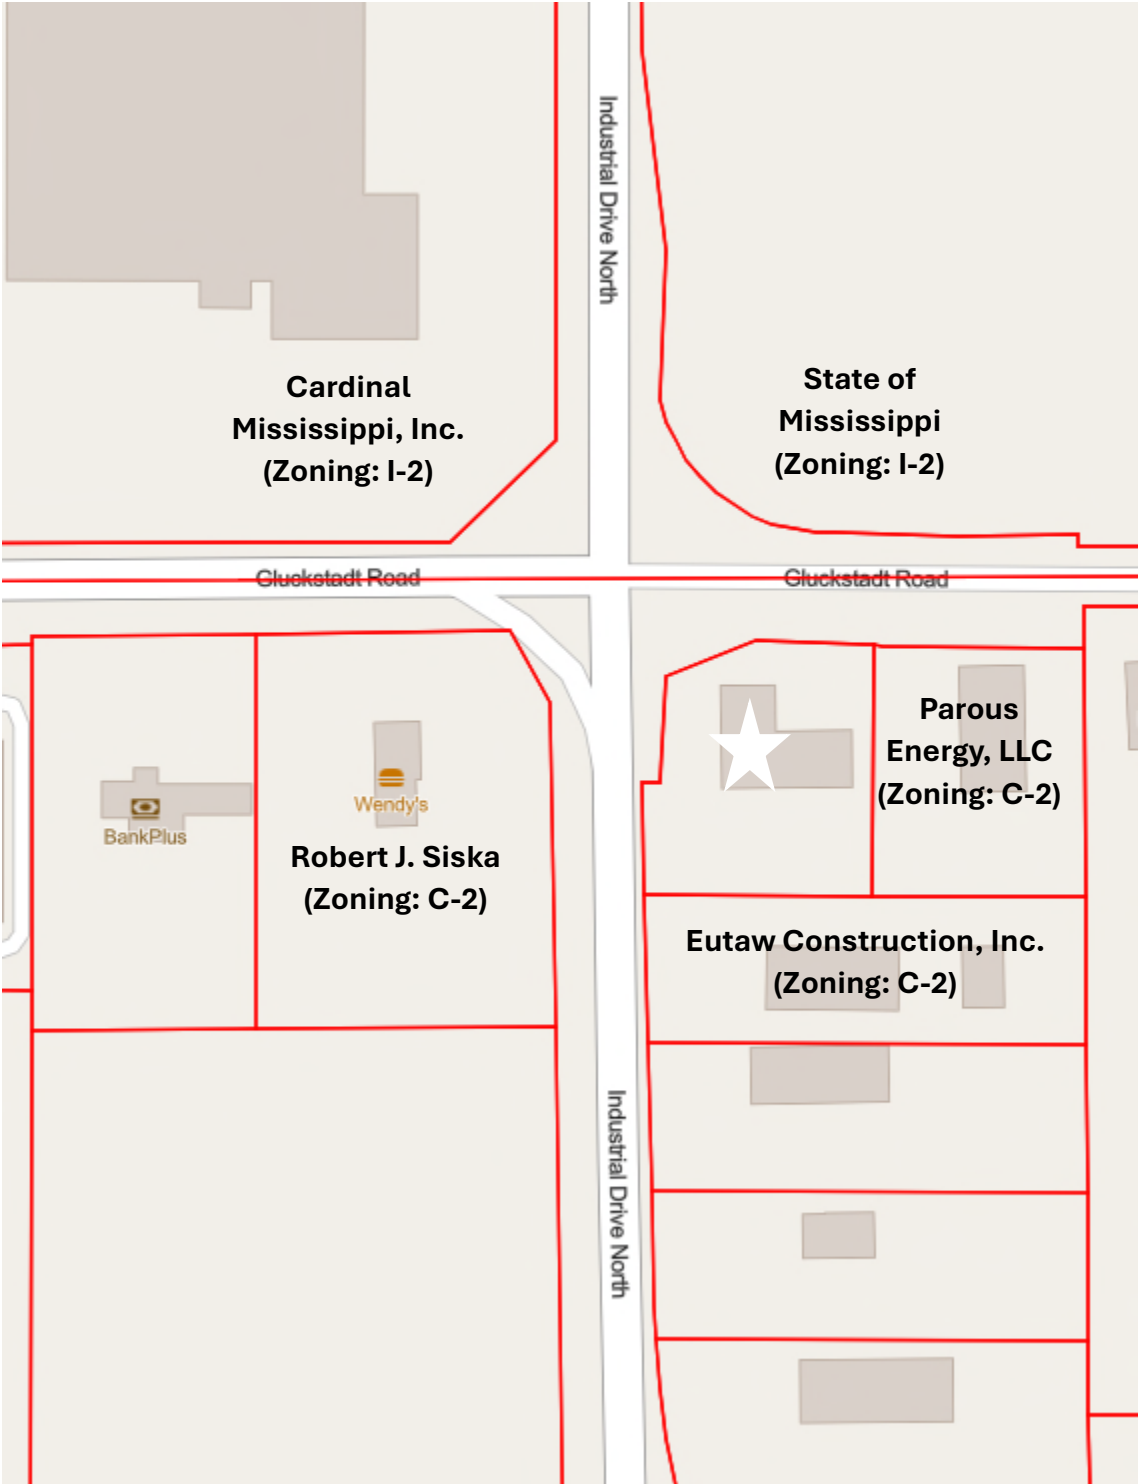 Industrial Drive North
Cardinal
Mississippi, Inc.
(Zoning: I-2)
State of
Mississippi
(Zoning: I-2)
Gluckstadt Road
Gluckstadt Road
Parous
Energy, LLC
(Zoning: C-2)
Wendy's
BankPlus
Robert J. Siska
(Zoning: C-2)
Eutaw Construction, Inc.
(Zoning: C-2)
Industrial Drive North